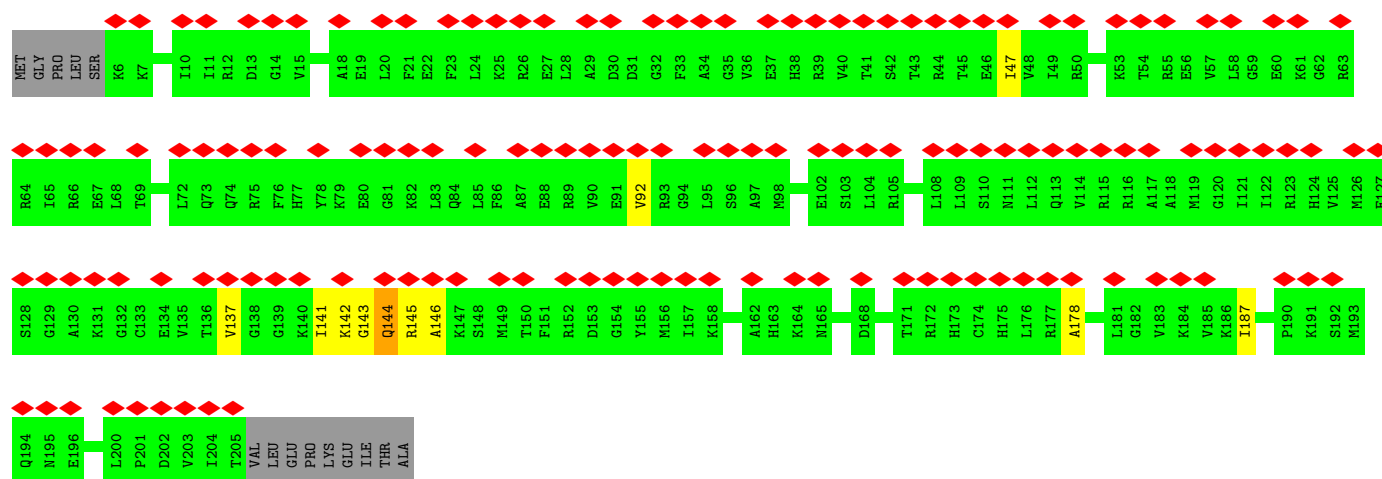 MET GLY PRO LEU SER K6 K7 I10 I11 R12 D13 G14 V15 A18 E19 L20 F21 E22 F23 L24 K25 R26 E27 L28 A29 D30 D31 G32 F33 A34 G35 V36 E37 H38 R39 V40 T41 S42 T43 R44 T45 E46 I47 V48 I49 R50 K53 T54 R55 E56 V57 L58 G59 E60 K61 G62 R63
R64 I65 R66 E67 L68 T69 L72 Q73 Q74 R75 F76 H77 Y78 K79 E80 G81 K82 L83 Q84 L85 F86 A87 E88 R89 V90 E91 V92 R93 G94 L95 S96 A97 M98 E102 S103 L104 R105 L108 L109 S110 N111 L112 Q113 V114 R115 R116 A117 A118 M119 G120 I121 I122 R123 H124 V125 M126 E127
S128 G129 A130 K131 G132 C133 E134 V135 T136 V137 G138 G139 K140 I141 K142 G143 Q144 R145 A146 K147 S148 M149 T150 F151 R152 D153 G154 Y155 M156 I157 K158 A162 H163 K164 N165 D168 T171 R172 H173 C174 H175 L176 R177 A178 L181 G182 V183 K184 V185 K186 I187 P190 K191 S192 M193
Q194 N195 E196 L200 P201 D202 V203 I204 T205 VAL LEU GLU PRO LYS GLU ILE THR ALA